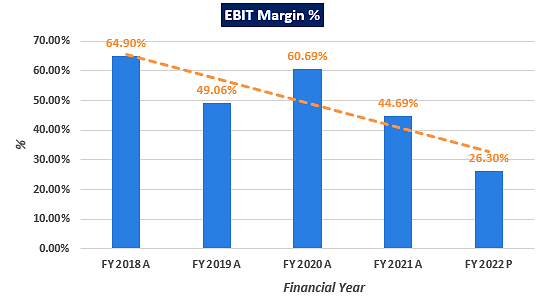 EBIT Margin %
70.00%
60.00%
50.00%
40.00%
30.00%
20.00%
10.00%
0.00%
%
64.90%
49.06%
60.69%
44.69%
26.30%
FY 2018 A
FY 2019 A
FY 2020 A
FY 2021 A
FY 2022 P
Financial Year